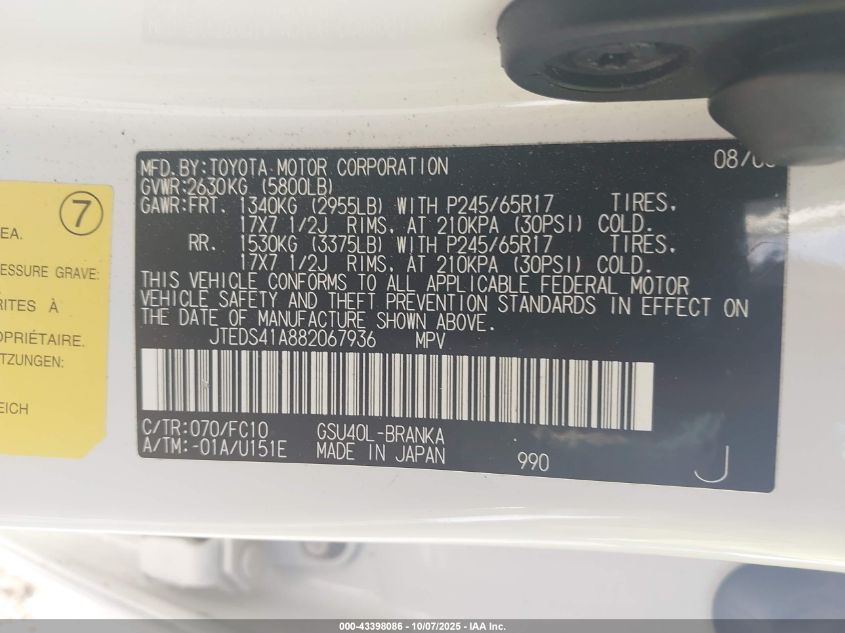 7
EA.
ESSURE GRAVE:
RITES À
OPRIÉTAIRE.
TZUNGEN:
EICH
MFD. BY: TOYOTA MOTOR CORPORATION 08/0
GVWR: 2630KG (5800LB)
GAWR: FRT. 1340KG (2955LB) WITH P245/65R17 TIRES.
17X7 1/2J RIMS. AT 210KPA (30PSI) COLD.
RR. 1530KG (3375LB) WITH P245/65R17 TIRES.
17X7 1/2J RIMS. AT 210KPA (30PSI) COLD.
THIS VEHICLE CONFORMS TO ALL APPLICABLE FEDERAL MOTOR
VEHICLE SAFETY AND THEFT PREVENTION STANDARDS IN EFFECT ON
THE DATE OF MANUFACTURE SHOWN ABOVE.
JTEDS41A882067936 MPV
C/TR: 070/FC10 GSU40L-BRANKA
A/TM: -01A/U151E MADE IN JAPAN 990 J
000-43398086 - 10/07/2025 - IAA Inc.